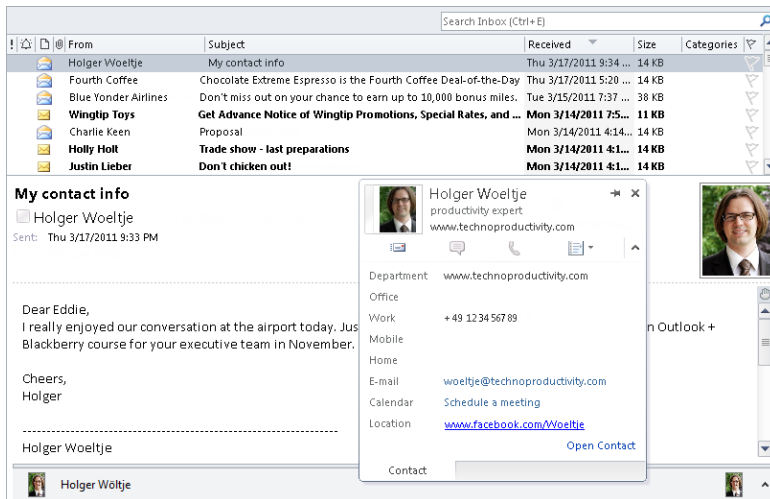 Search Inbox (Ctrl+E)
! From Subject Received Size Categories
Holger Woeltje My contact info Thu 3/17/2011 9:34 ... 14 KB
Fourth Coffee Chocolate Extreme Espresso is the Fourth Coffee Deal-of-the-Day Thu 3/17/2011 5:20 ... 14 KB
Blue Yonder Airlines Don't miss out on your chance to earn up to 10,000 bonus miles. Tue 3/15/2011 7:37 ... 38 KB
Wingtip Toys Get Advance Notice of Wingtip Promotions, Special Rates, and ... Mon 3/14/2011 7:5... 11 KB
Charlie Keen Proposal Mon 3/14/2011 4:14... 14 KB
Holly Holt Trade show - last preparations Mon 3/14/2011 4:1... 14 KB
Justin Lieber Don't chicken out! Mon 3/14/2011 4:1... 14 KB
My contact info
Holger Woeltje
Sent: Thu 3/17/2011 9:33 PM
Dear Eddie,
I really enjoyed our conversation at the airport today. Jus
n Outlook +
Blackberry course for your executive team in November.
Cheers,
Holger
------------------------------------------------------------
Holger Woeltje
Holger Woeltje
productivity expert
www.technoproductivity.com
Department www.technoproductivity.com
Office
Work +49 123456789
Mobile
Home
E-mail woeltje@technoproductivity.com
Calendar Schedule a meeting
Location www.facebook.com/Woeltje
Open Contact
Contact
Holger Wöltje